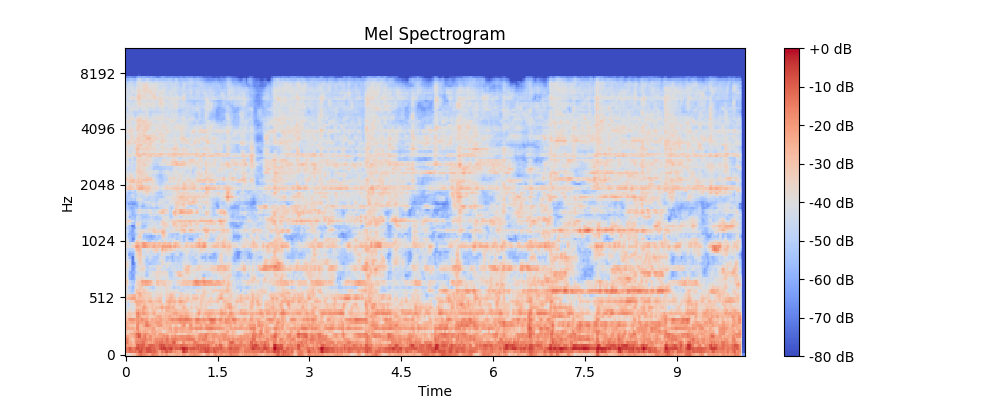 Mel Spectrogram
Hz
8192
4096
2048
1024
512
0
0 1.5 3 4.5 6 7.5 9
Time
+0 dB
-10 dB
-20 dB
-30 dB
-40 dB
-50 dB
-60 dB
-70 dB
-80 dB